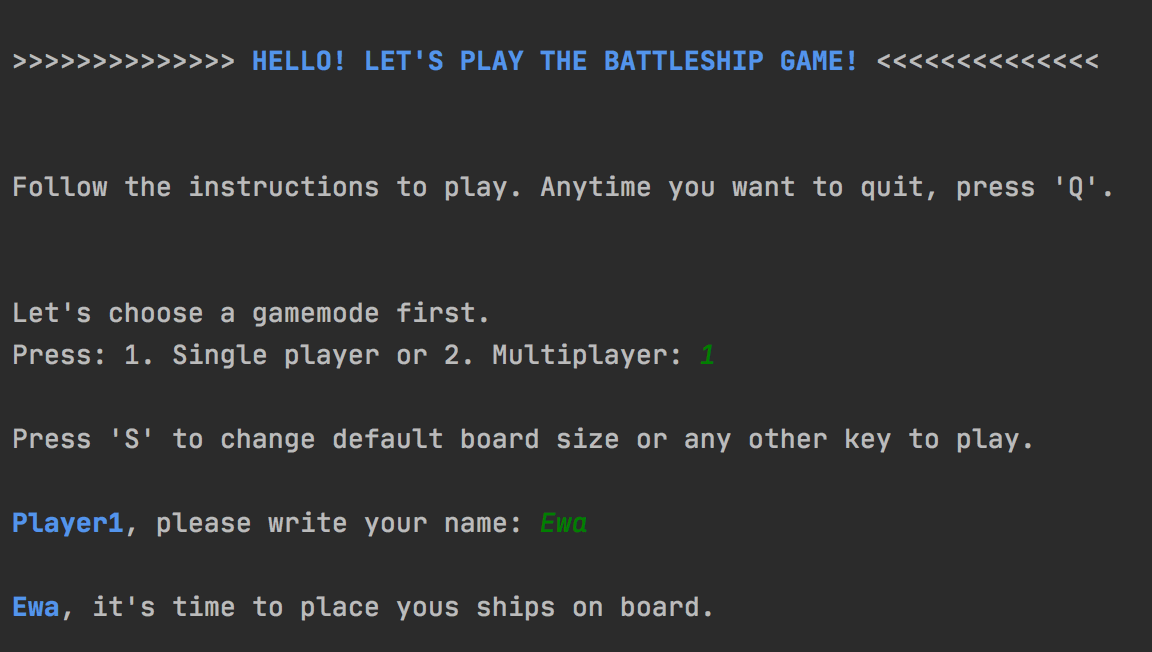 >>>>>>>>>>>>>> HELLO! LET'S PLAY THE BATTLESHIP GAME! <<<<<<<<<<<<<<
Follow the instructions to play. Anytime you want to quit, press 'Q'.
Let's choose a gamemode first.
Press: 1. Single player or 2. Multiplayer: 1
Press 'S' to change default board size or any other key to play.
Player1, please write your name: Ewa
Ewa, it's time to place yous ships on board.